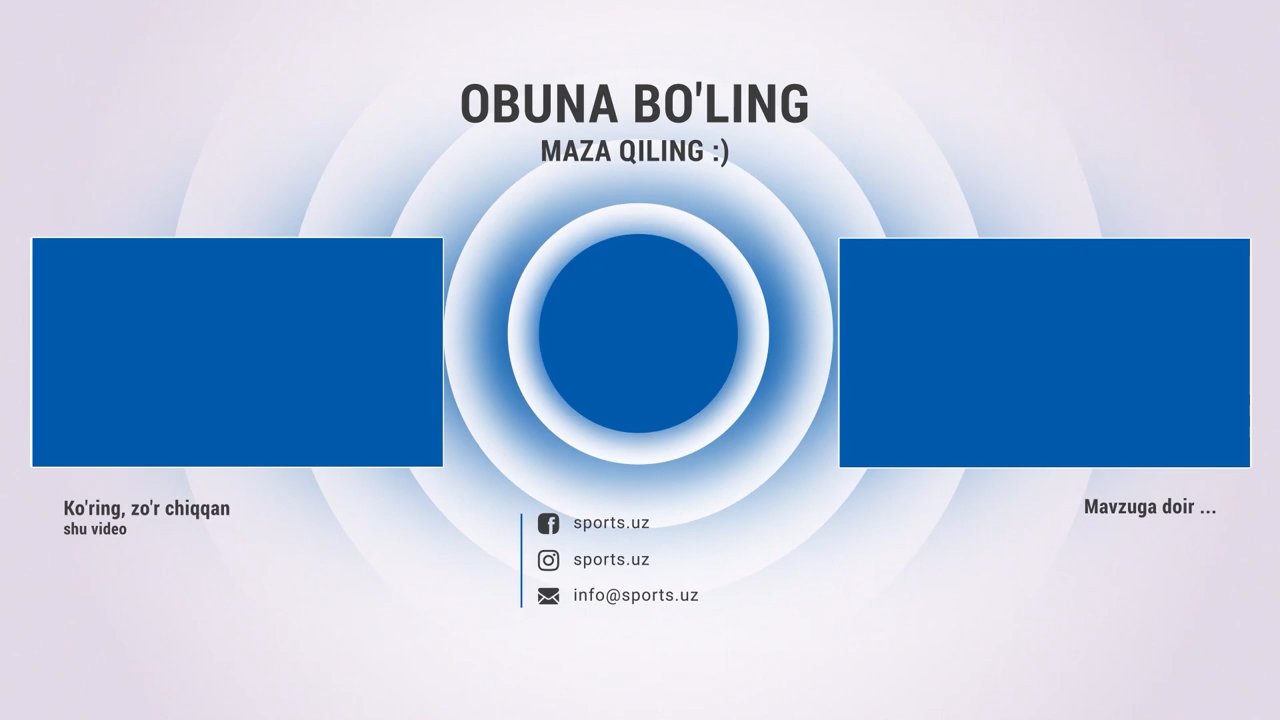 OBUNA BO'LING
MAZA QILING :)
Ko'ring, zo'r chiqqan
shu video
Mavzuga doir ...
sports.uz
sports.uz
info@sports.uz